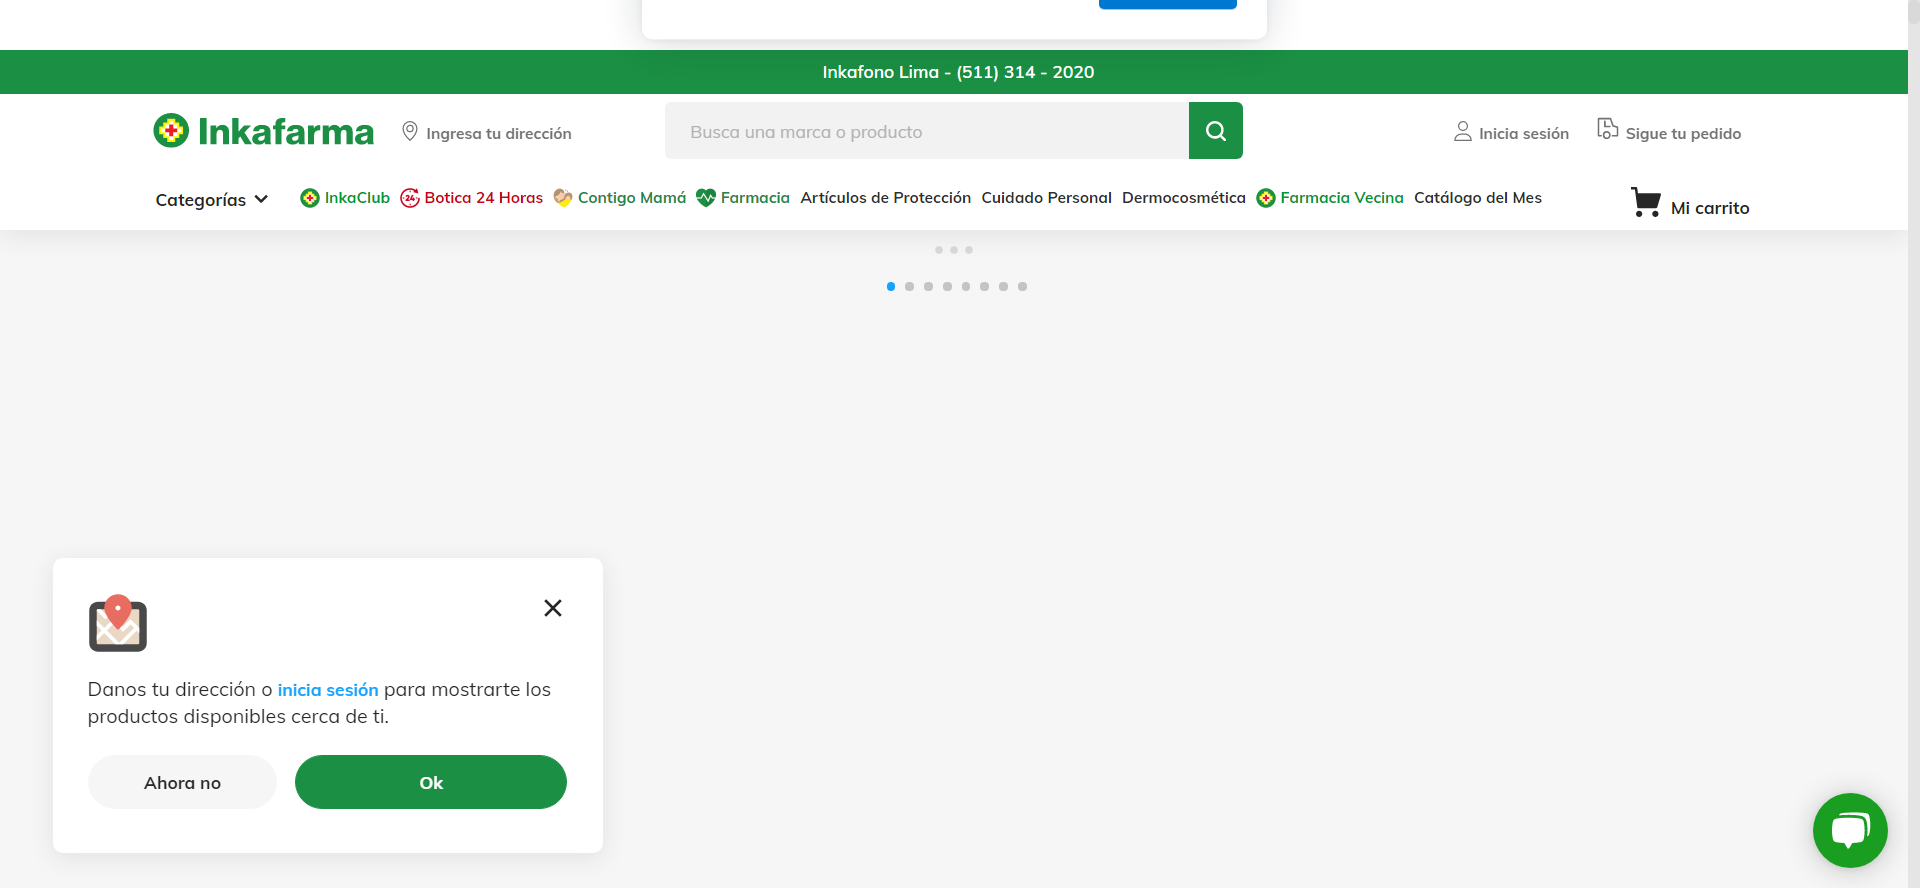 Inkafono Lima - (511) 314 - 2020
Inkafarma
Ingresa tu dirección
Busca una marca o producto
Inicia sesión
Sigue tu pedido
Categorías
InkaClub
24
Botica 24 Horas
Contigo Mamá
Farmacia
Artículos de Protección
Cuidado Personal
Dermocosmética
Farmacia Vecina
Catálogo del Mes
Mi carrito
Danos tu dirección o inicia sesión para mostrarte los
productos disponibles cerca de ti.
Ahora no
Ok